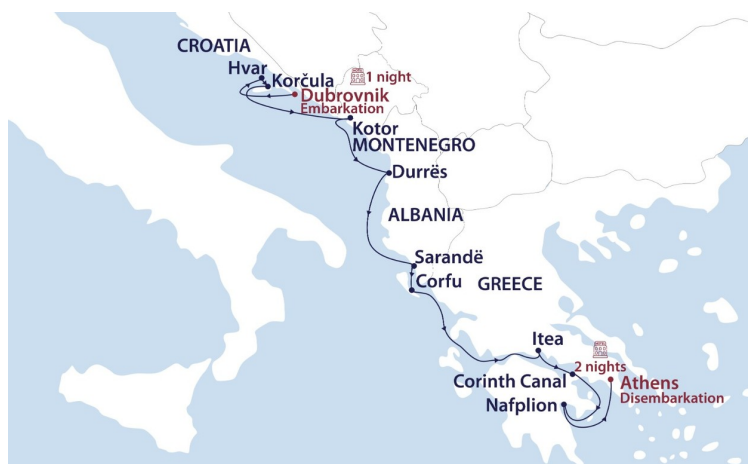 CROATIA
Hvar
Korčula
1 night
Dubrovnik
Embarkation
Kotor
MONTENEGRO
Durrës
ALBANIA
Sarandë
Corfu
GREECE
Itea
2 nights
Corinth Canal
Athens
Disembarkation
Nafplion